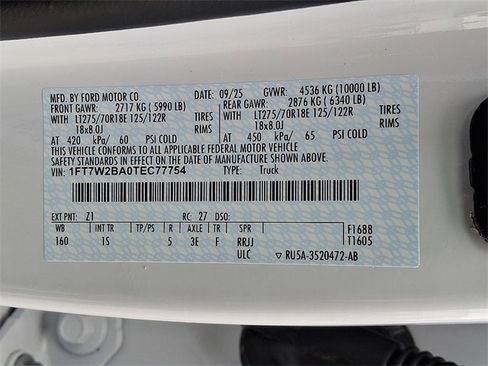 MFD. BY FORD MOTOR CO. DATE: 09/25 GVWR: 4536 KG (10000 LB)
FRONT GAWR: 2717 KG ( 5990 LB) REAR GAWR: 2876 KG ( 6340 LB)
WITH LT275/70R18E 125/122R TIRES WITH LT275/70R18E 125/122R TIRES
18x8.0J RIMS 18x8.0J RIMS
AT 420 kPa/ 60 PSI COLD AT 450 kPa/ 65 PSI COLD
THIS VEHICLE CONFORMS TO ALL APPLICABLE FEDERAL MOTOR VEHICLE
SAFETY STANDARDS IN EFFECT ON THE DATE OF MANUFACTURE SHOWN ABOVE.
VIN: 1FT7W2BA0TEC77754 TYPE: Truck
EXT PNT: Z1 RC: 27 DSO:
WB INT TR TP/PS R AXLE TR SPR F1688
160 1S 5 3E F RRJJ T1605
ULC RU5A-3520472-AB